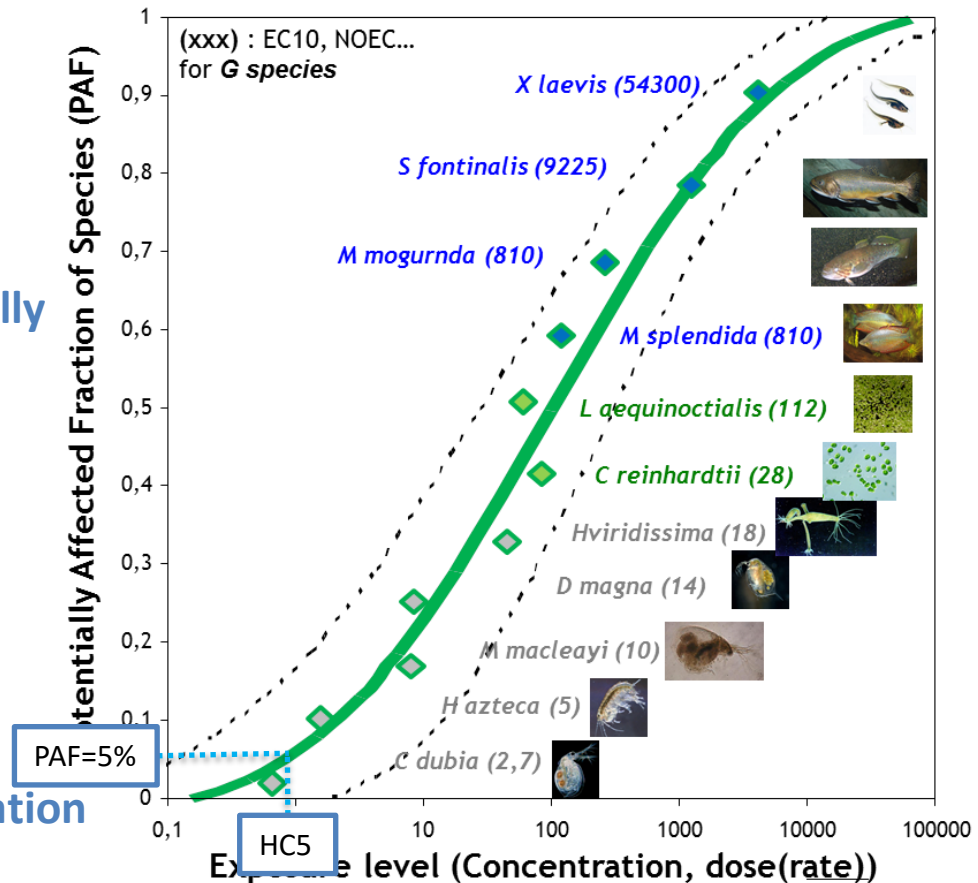 (xxx) : EC10, NOEC...
for G species
X laevis (54300)
S fontinalis (9225)
M mogurnda (810)
M splendida (810)
L aequinoctialis (112)
C reinhardtii (28)
Hviridissima (18)
D magna (14)
M macleayi (10)
H azteca (5)
C dubia (2,7)
otentially Affected Fraction of Species (PAF)
1
0,9
0,8
0,7
0,6
0,5
0,4
0,3
0,2
0,1
0
lly
PAF=5%
ation
0,1
10
100
1000
10000
100000
HC5
level (Concentration, dose(rate))